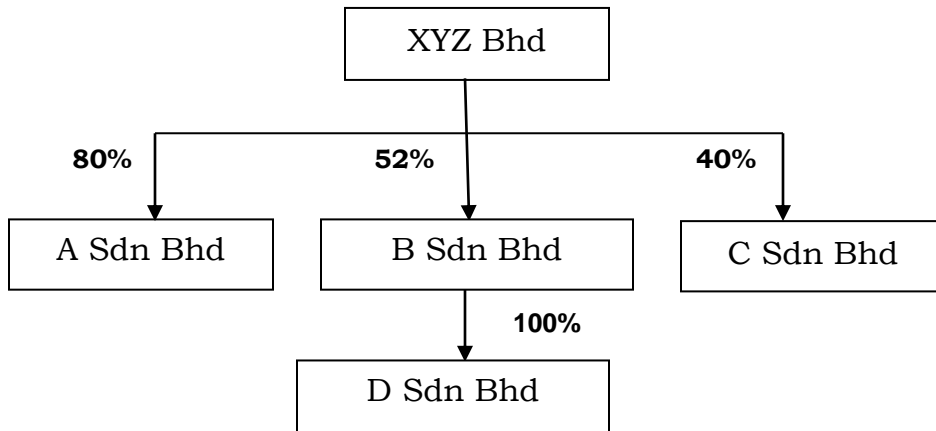 XYZ Bhd
80%
52%
40%
A Sdn Bhd
B Sdn Bhd
C Sdn Bhd
100%
D Sdn Bhd